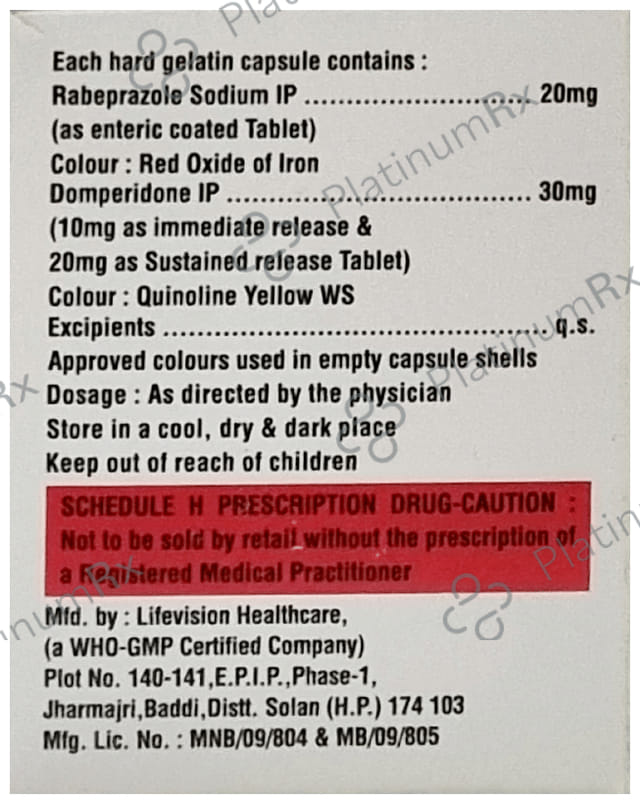 Each hard gelatin capsule contains :
Rabeprazole Sodium IP ........................... 20mg
(as enteric coated Tablet)
Colour : Red Oxide of Iron
Domperidone IP .................................... 30mg
(10mg as immediate release &
20mg as Sustained release Tablet)
Colour : Quinoline Yellow WS
Excipients .............................................. q.s.
Approved colours used in empty capsule shells
Dosage : As directed by the physician
Store in a cool, dry & dark place
Keep out of reach of children
SCHEDULE H PRESCRIPTION DRUG-CAUTION :
Not to be sold by retail without the prescription of
a Registered Medical Practitioner
Mfd. by : Lifevision Healthcare,
(a WHO-GMP Certified Company)
Plot No. 140-141,E.P.I.P.,Phase-1,
Jharmajri,Baddi,Distt. Solan (H.P.) 174 103
Mfg. Lic. No. : MNB/09/804 & MB/09/805
PlatinumRx
PlatinumRx